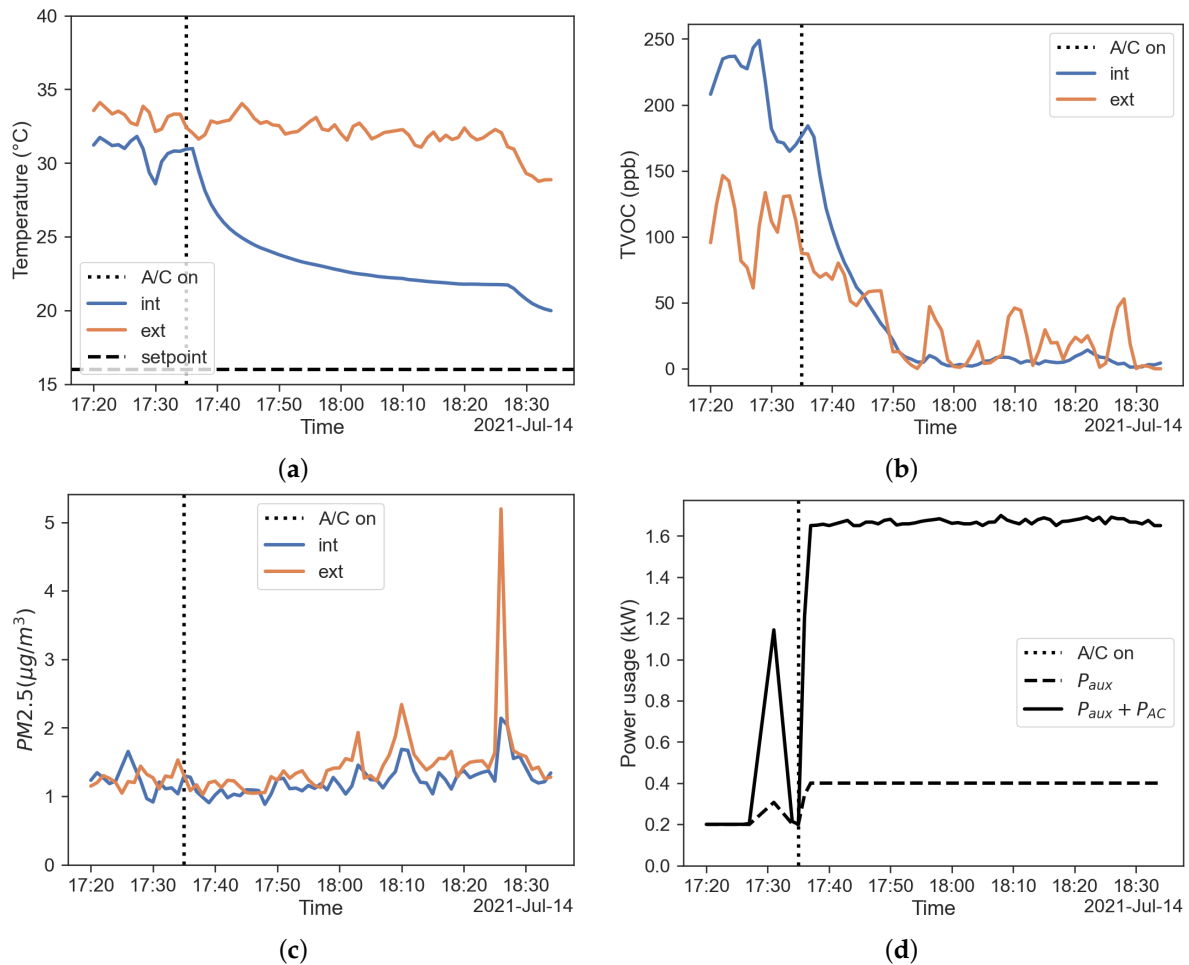 40
35
30
25
20
15
Temperature (°C)
A/C on
int
ext
setpoint
17:20 17:30 17:40 17:50 18:00 18:10 18:20 18:30
Time
2021-Jul-14
(a)
250
200
150
100
50
0
TVOC (ppb)
A/C on
int
ext
17:20 17:30 17:40 17:50 18:00 18:10 18:20 18:30
Time
2021-Jul-14
(b)
5
4
3
2
1
0
PM2.5(μg/m³)
A/C on
int
ext
17:20 17:30 17:40 17:50 18:00 18:10 18:20 18:30
Time
2021-Jul-14
(c)
1.6
1.4
1.2
1.0
0.8
0.6
0.4
0.2
0.0
Power usage (kW)
A/C on
P_aux
P_aux + P_AC
17:20 17:30 17:40 17:50 18:00 18:10 18:20 18:30
Time
2021-Jul-14
(d)